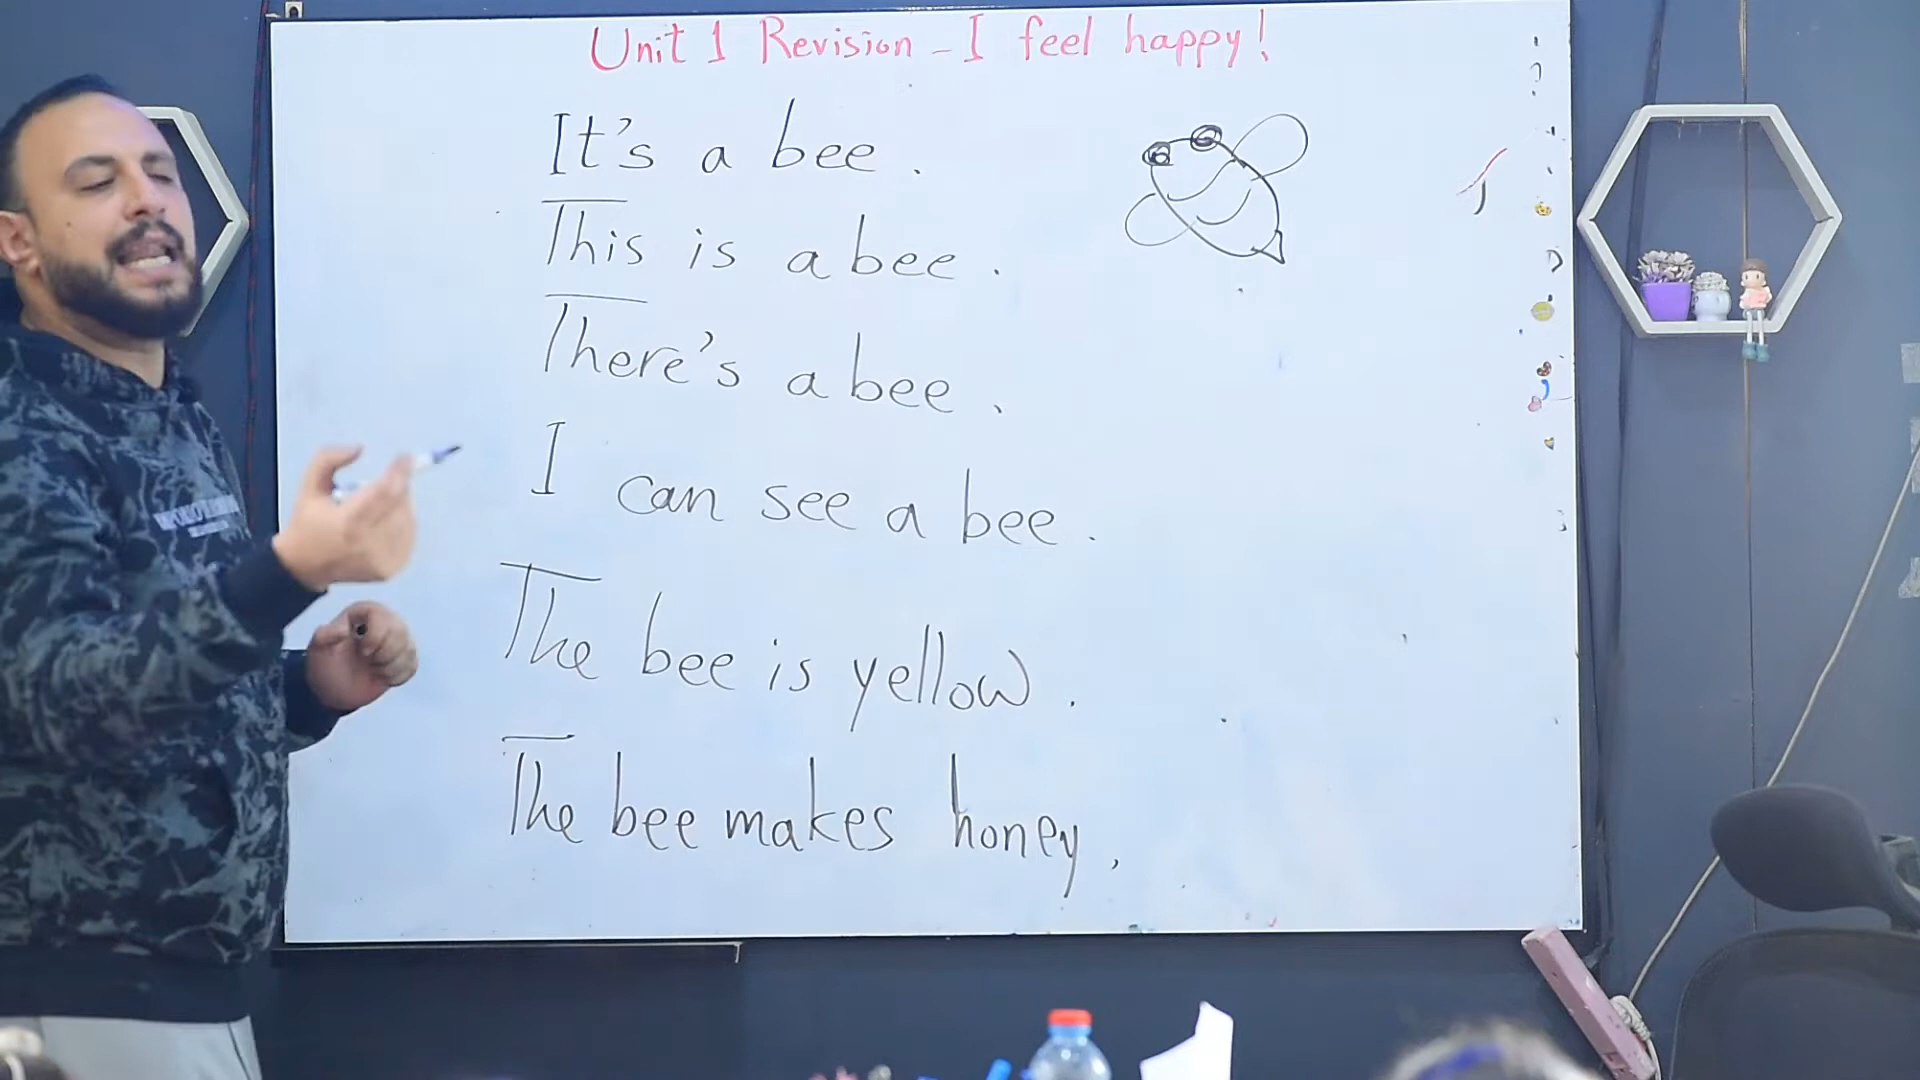 Unit 1 Revision - I feel happy!
It's a bee.
This is a bee.
There's a bee.
I can see a bee.
The bee is yellow.
The bee makes honey.